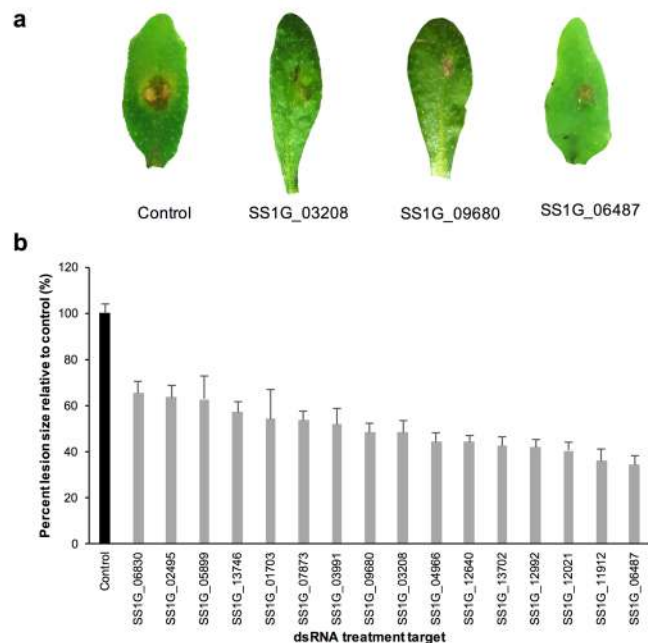 a
Control SS1G_03208 SS1G_09680 SS1G_06487
b
Percent lesion size relative to control (%)
120
100
80
60
40
20
0
Control
SS1G_06830
SS1G_02495
SS1G_05899
SS1G_13746
SS1G_01703
SS1G_07873
SS1G_03991
SS1G_09680
SS1G_03208
SS1G_04966
SS1G_12640
SS1G_13702
SS1G_12992
SS1G_12021
SS1G_11912
SS1G_06487
dsRNA treatment target